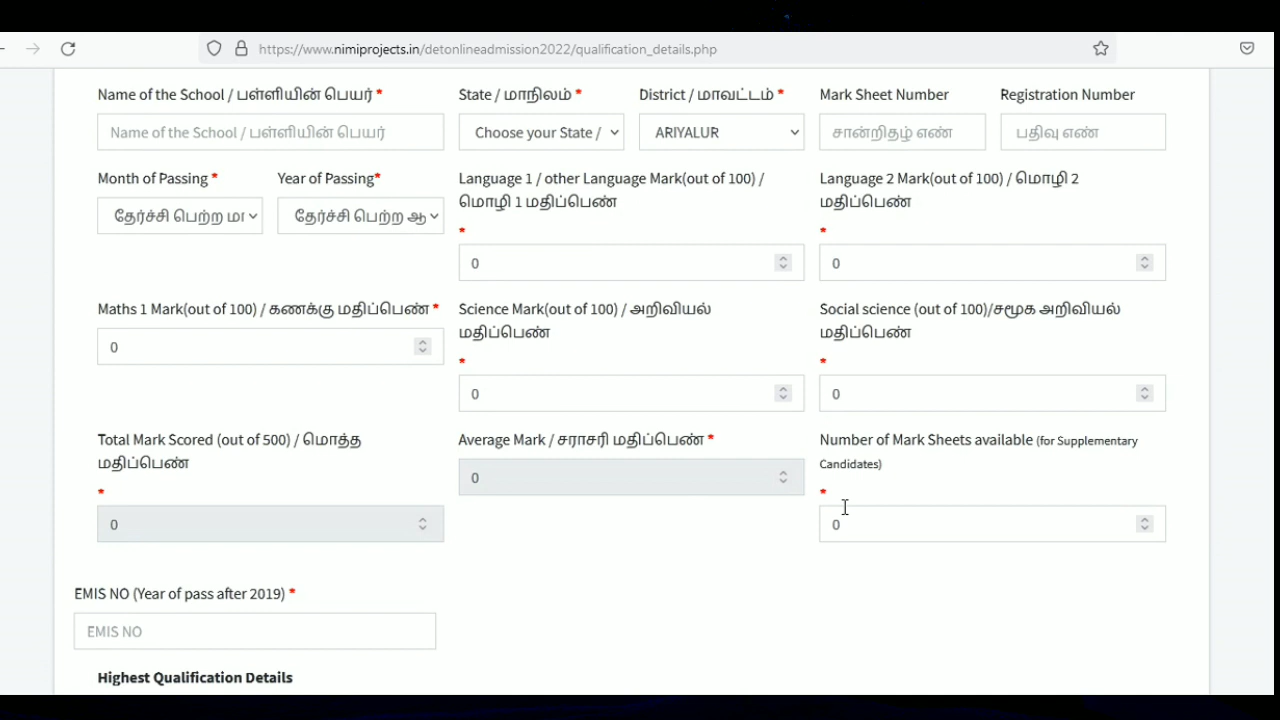 https://www.nimiprojects.in/detonlineadmission2022/qualification_details.php
Name of the School / பள்ளியின் பெயர் *
State / மாநிலம் *
District / மாவட்டம் *
Mark Sheet Number
Registration Number
Name of the School / பள்ளியின் பெயர்
Choose your State /
ARIYALUR
சான்றிதழ் எண்
பதிவு எண்
Month of Passing *
Year of Passing*
Language 1 / other Language Mark(out of 100) /
மொழி 1 மதிப்பெண்
*
Language 2 Mark(out of 100) / மொழி 2
மதிப்பெண்
*
தேர்ச்சி பெற்ற மா
தேர்ச்சி பெற்ற ஆ
0
0
Maths 1 Mark(out of 100) / கணக்கு மதிப்பெண் *
Science Mark(out of 100) / அறிவியல்
மதிப்பெண்
*
Social science (out of 100)/சமூக அறிவியல்
மதிப்பெண்
*
0
0
0
Total Mark Scored (out of 500) / மொத்த
மதிப்பெண்
*
Average Mark / சராசரி மதிப்பெண் *
Number of Mark Sheets available (for Supplementary
Candidates)
*
0
0
0
EMIS NO (Year of pass after 2019) *
EMIS NO
Highest Qualification Details